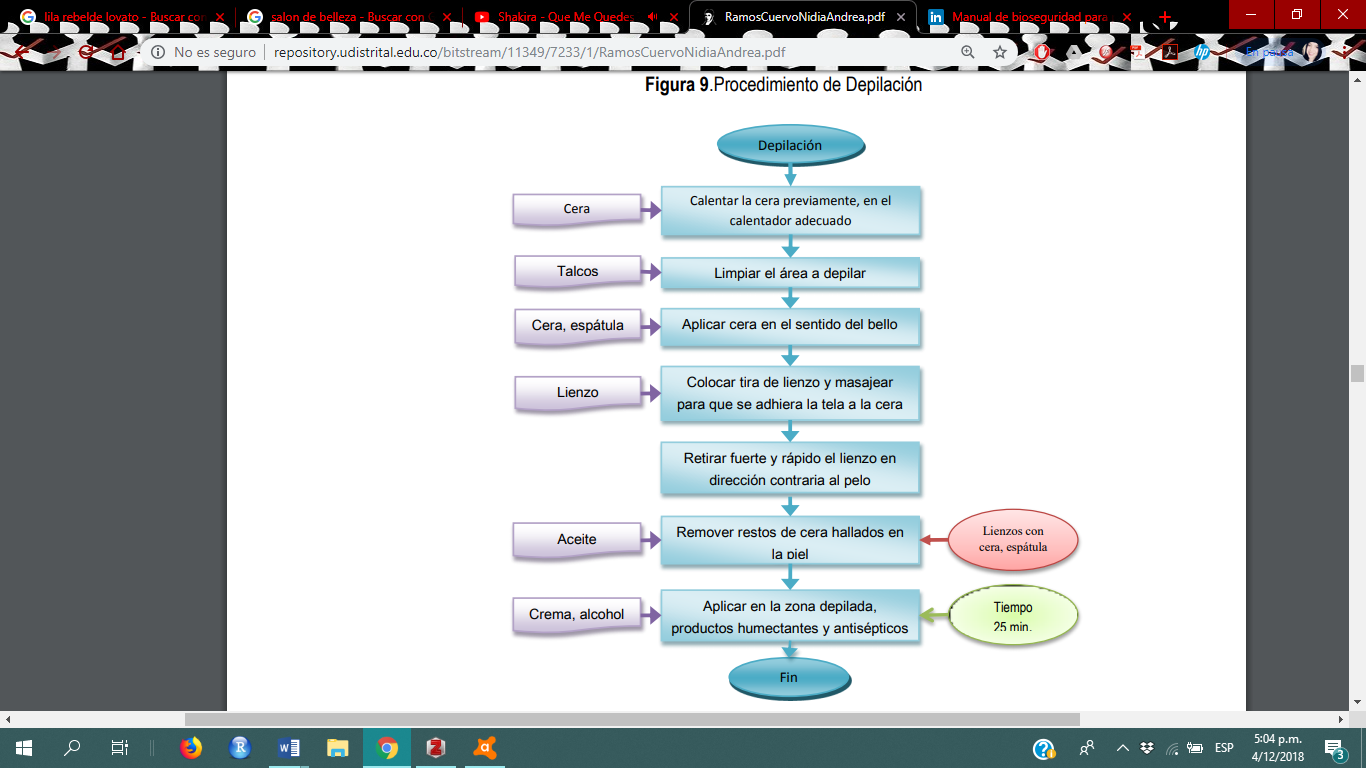 lila rebelde lovato - Buscar co
salon de belleza - Buscar con
Shakira - Que Me Quedes
RamosCuervoNidiaAndrea.pdf
Manual de bioseguridad para
No es seguro | repository.udistrital.edu.co/bitstream/11349/7233/1/RamosCuervoNidiaAndrea.pdf
En pausa
Figura 9.Procedimiento de Depilación
Depilación
Cera
Calentar la cera previamente, en el
calentador adecuado
Talcos
Limpiar el área a depilar
Cera, espátula
Aplicar cera en el sentido del bello
Lienzo
Colocar tira de lienzo y masajear
para que se adhiera la tela a la cera
Retirar fuerte y rápido el lienzo en
dirección contraria al pelo
Aceite
Remover restos de cera hallados en
la piel
Lienzos con
cera, espátula
Crema, alcohol
Aplicar en la zona depilada,
productos humectantes y antisépticos
Tiempo
25 min.
Fin
ESP
5:04 p.m.
4/12/2018
3